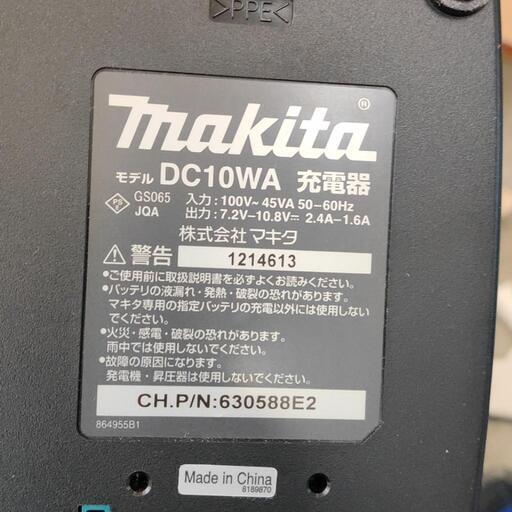 >PPE<
makita®
モデル DC10WA 充電器
PS E GS065 JQA
入力:100V~ 45VA 50-60Hz
出力:7.2V-10.8V⎓ 2.4A-1.6A
株式会社マキタ
⚠警告 1214613
●ご使用前に取扱説明書を必ずよくお読みください。
●バッテリの液漏れ・発熱・破裂の恐れがあります。
マキタ専用の指定バッテリの充電以外には使用しない
でください。
●火災・感電・破裂の恐れがあります。
雨中では使用しないでください。
●故障の原因になります。
発電機・昇圧器は使用しないでください。
CH.P/N:630588E2
864955B1
Made in China
8189870